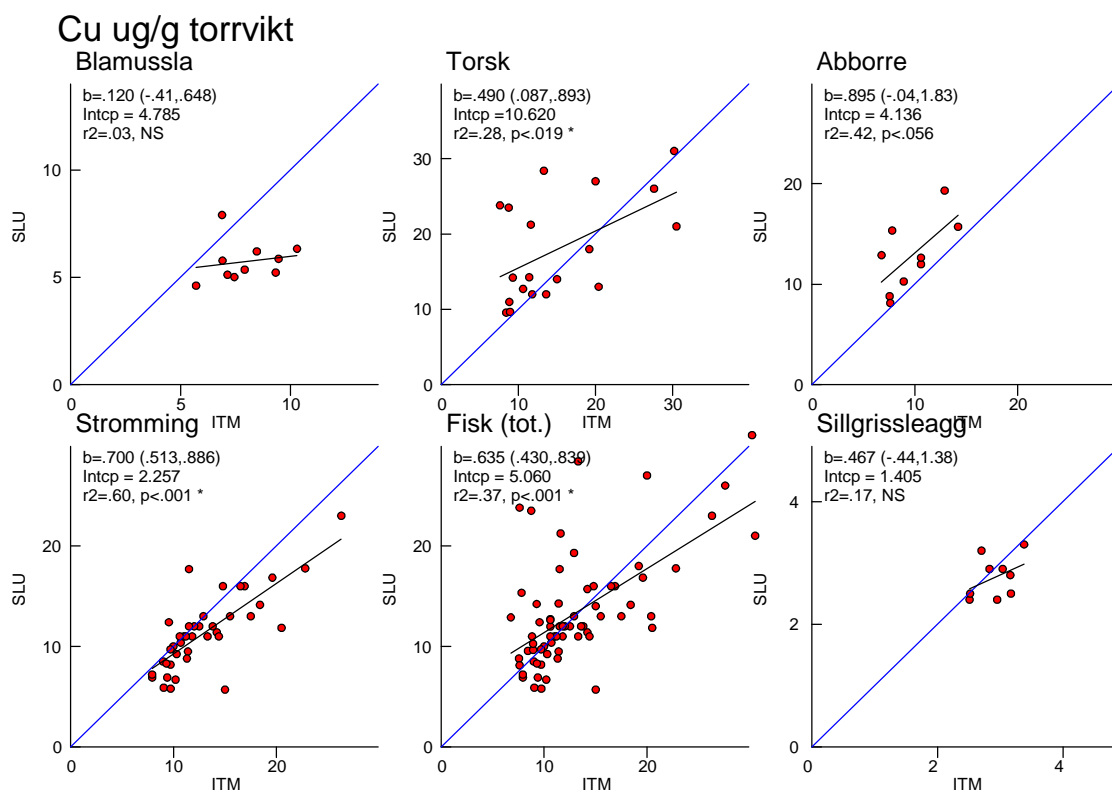 Cu ug/g torrvikt
Blamussla
b=.120 (-.41,.648)
Intcp = 4.785
r2=.03, NS
10
5
0
SLU
0
5
10
ITM
Torsk
b=.490 (.087,.893)
Intcp =10.620
r2=.28, p<.019 *
30
20
10
0
SLU
0
10
20
30
ITM
Abborre
b=.895 (-.04,1.83)
Intcp = 4.136
r2=.42, p<.056
20
10
0
SLU
0
10
20
ITM
Stromming
b=.700 (.513,.886)
Intcp = 2.257
r2=.60, p<.001 *
20
10
0
SLU
0
10
20
ITM
Fisk (tot.)
b=.635 (.430,.839)
Intcp = 5.060
r2=.37, p<.001 *
20
10
0
SLU
0
10
20
ITM
Sillgrissleagg
b=.467 (-.44,1.38)
Intcp = 1.405
r2=.17, NS
4
2
0
SLU
0
2
4
ITM